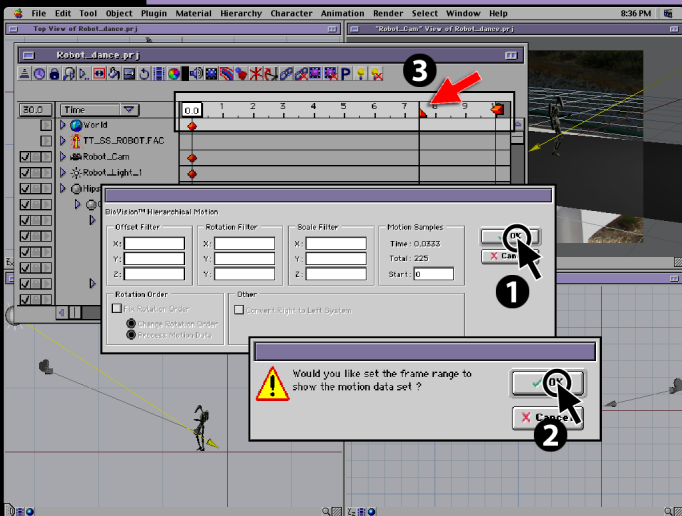 File Edit Tool Object Plugin Material Hierarchy Character Animation Render Select Window Help 8:36 PM
Top View of Robot_dance.prj
"Robot_Cam" View of Robot_dance.prj
Robot_dance.prj
3
30.0 Time 0.0 1 2 3 4 5 6 7 8 9
World
TT_SS_ROBOT.FAC
Robot_Cam
Robot_Light_1
Hips
BioVision™ Hierarchical Motion
Offset Filter Rotation Filter Scale Filter Motion Samples
X: X: X: Time: 0.0333 OK
Y: Y: Y: Total: 225
Z: Y: Y: Start: 0
1
Rotation Order Other
Fix Rotation Order Convert Right to Left System
Change Rotation Order
Process Motion Data
Would you like set the frame range to
show the motion data set ?
OK
Cancel
2